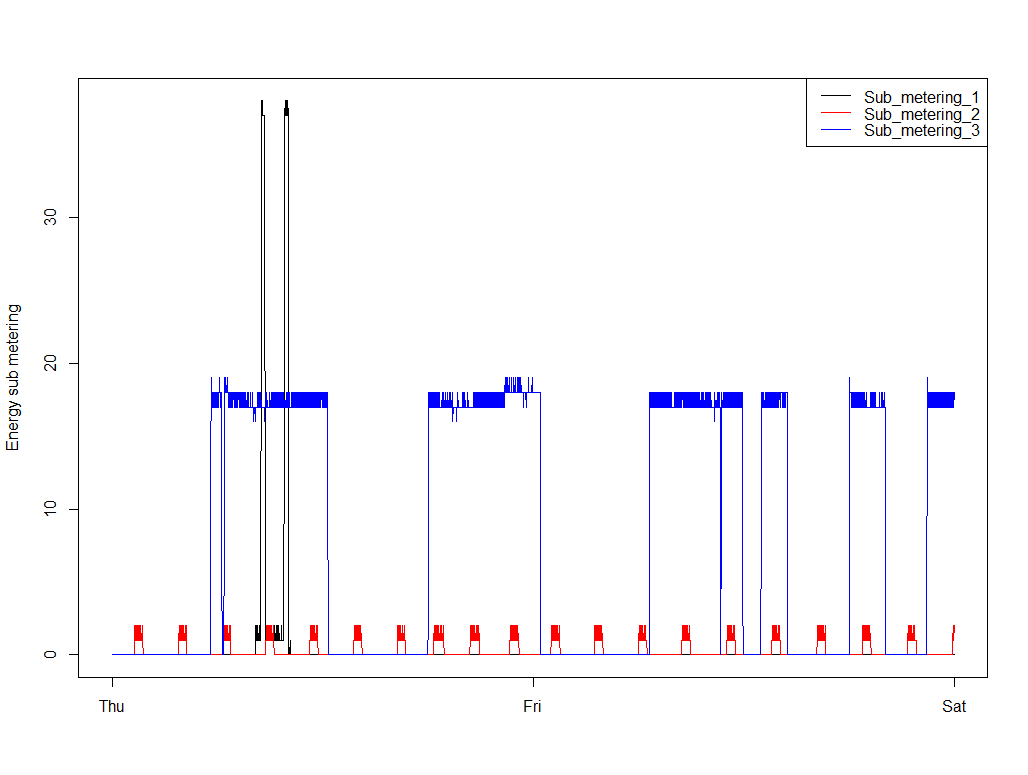 Sub_metering_1
Sub_metering_2
Sub_metering_3
Energy sub metering
30
20
10
0
Thu Fri Sat